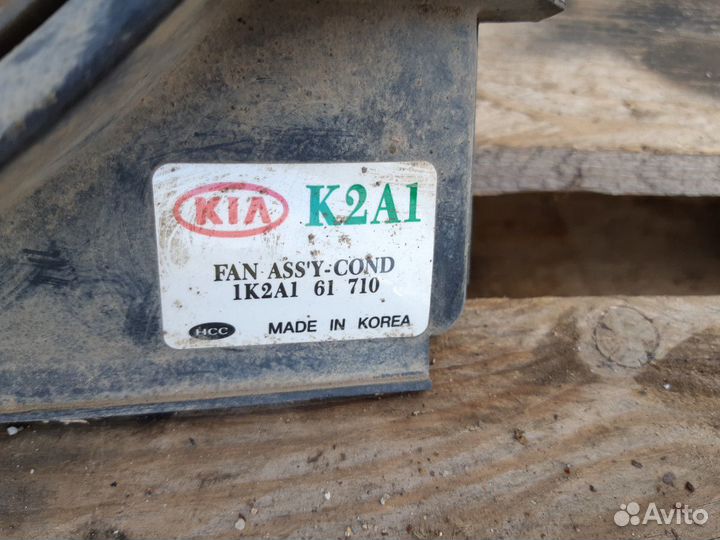 KIA K2A1
FAN ASS'Y-COND
1K2A1 61 710
HCC MADE IN KOREA
Avito